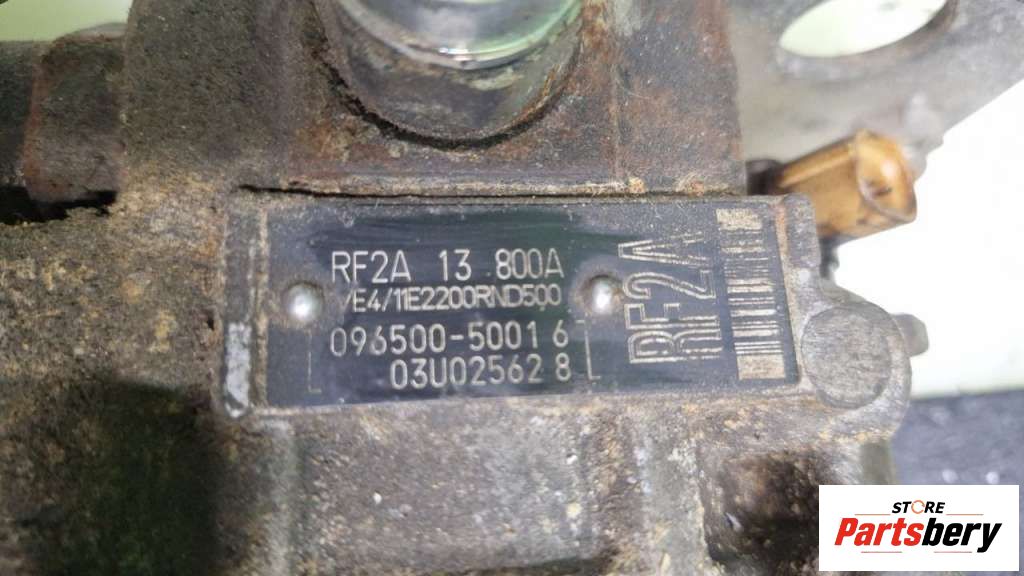 RF2A 13 800A
VE4/11E2200RND500
096500-5001 6
03U02562 8
RF2A
STORE
Partsbery